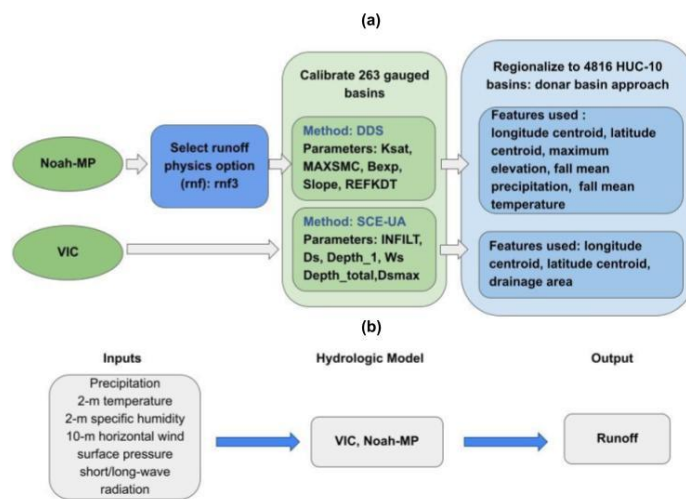 (a)
Calibrate 263 gauged
basins
Regionalize to 4816 HUC-10
basins: donar basin approach
Noah-MP
Select runoff
physics option
(rnf): rnf3
Method: DDS
Parameters: Ksat,
MAXSMC, Bexp,
Slope, REFKDT
Features used :
longitude centroid, latitude
centroid, maximum
elevation, fall mean
precipitation, fall mean
temperature
VIC
Method: SCE-UA
Parameters: INFILT,
Ds, Depth_1, Ws
Depth_total,Dsmax
Features used: longitude
centroid, latitude centroid,
drainage area
(b)
Inputs
Hydrologic Model
Output
Precipitation
2-m temperature
2-m specific humidity
10-m horizontal wind
surface pressure
short/long-wave
radiation
VIC, Noah-MP
Runoff